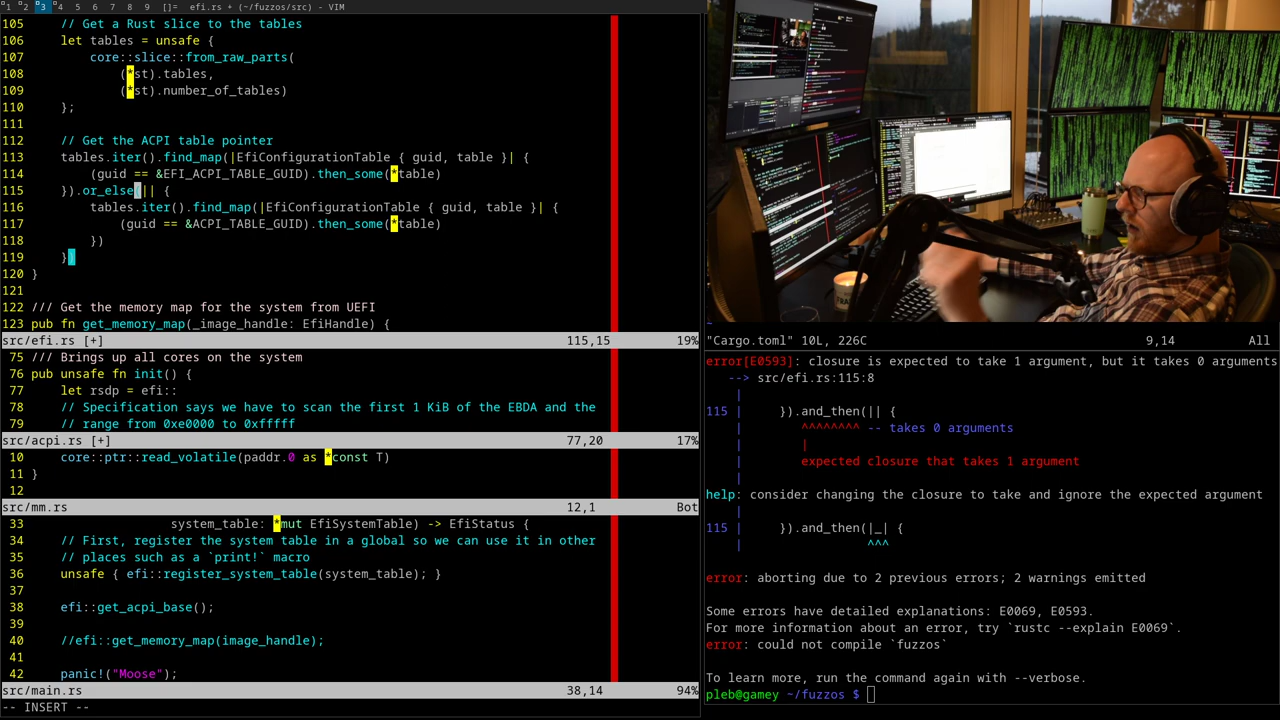 1 2 3 4 5 6 7 8 9 []= efi.rs + (~/fuzzos/src) - VIM
105 // Get a Rust slice to the tables
106 let tables = unsafe {
107 core::slice::from_raw_parts(
108 (*st).tables,
109 (*st).number_of_tables)
110 };
111
112 // Get the ACPI table pointer
113 tables.iter().find_map(|EfiConfigurationTable { guid, table }| {
114 (guid == &EFI_ACPI_TABLE_GUID).then_some(*table)
115 }).or_else(|| {
116 tables.iter().find_map(|EfiConfigurationTable { guid, table }| {
117 (guid == &ACPI_TABLE_GUID).then_some(*table)
118 })
119 })
120 }
121
122 /// Get the memory map for the system from UEFI
123 pub fn get_memory_map(_image_handle: EfiHandle) {
src/efi.rs [+] 115,15 19%
75 /// Brings up all cores on the system
76 pub unsafe fn init() {
77 let rsdp = efi::
78 // Specification says we have to scan the first 1 KiB of the EBDA and the
79 // range from 0xe0000 to 0xfffff
src/acpi.rs [+] 77,20 17%
10 core::ptr::read_volatile(paddr.0 as *const T)
11 }
12
src/mm.rs 12,1 Bot
33 system_table: *mut EfiSystemTable) -> EfiStatus {
34 // First, register the system table in a global so we can use it in other
35 // places such as a `print!` macro
36 unsafe { efi::register_system_table(system_table); }
37
38 efi::get_acpi_base();
39
40 //efi::get_memory_map(image_handle);
41
42 panic!("Moose");
src/main.rs 38,14 94%
-- INSERT --
"Cargo.toml" 10L, 226C 9,14 All
error[E0593]: closure is expected to take 1 argument, but it takes 0 arguments
--> src/efi.rs:115:8
|
115 | }).and_then(|| {
| ^^^^^^^^ -- takes 0 arguments
| |
| expected closure that takes 1 argument
|
help: consider changing the closure to take and ignore the expected argument
|
115 | }).and_then(|_| {
| ^^^
error: aborting due to 2 previous errors; 2 warnings emitted
Some errors have detailed explanations: E0069, E0593.
For more information about an error, try `rustc --explain E0069`.
error: could not compile `fuzzos`
To learn more, run the command again with --verbose.
pleb@gamey ~/fuzzos $